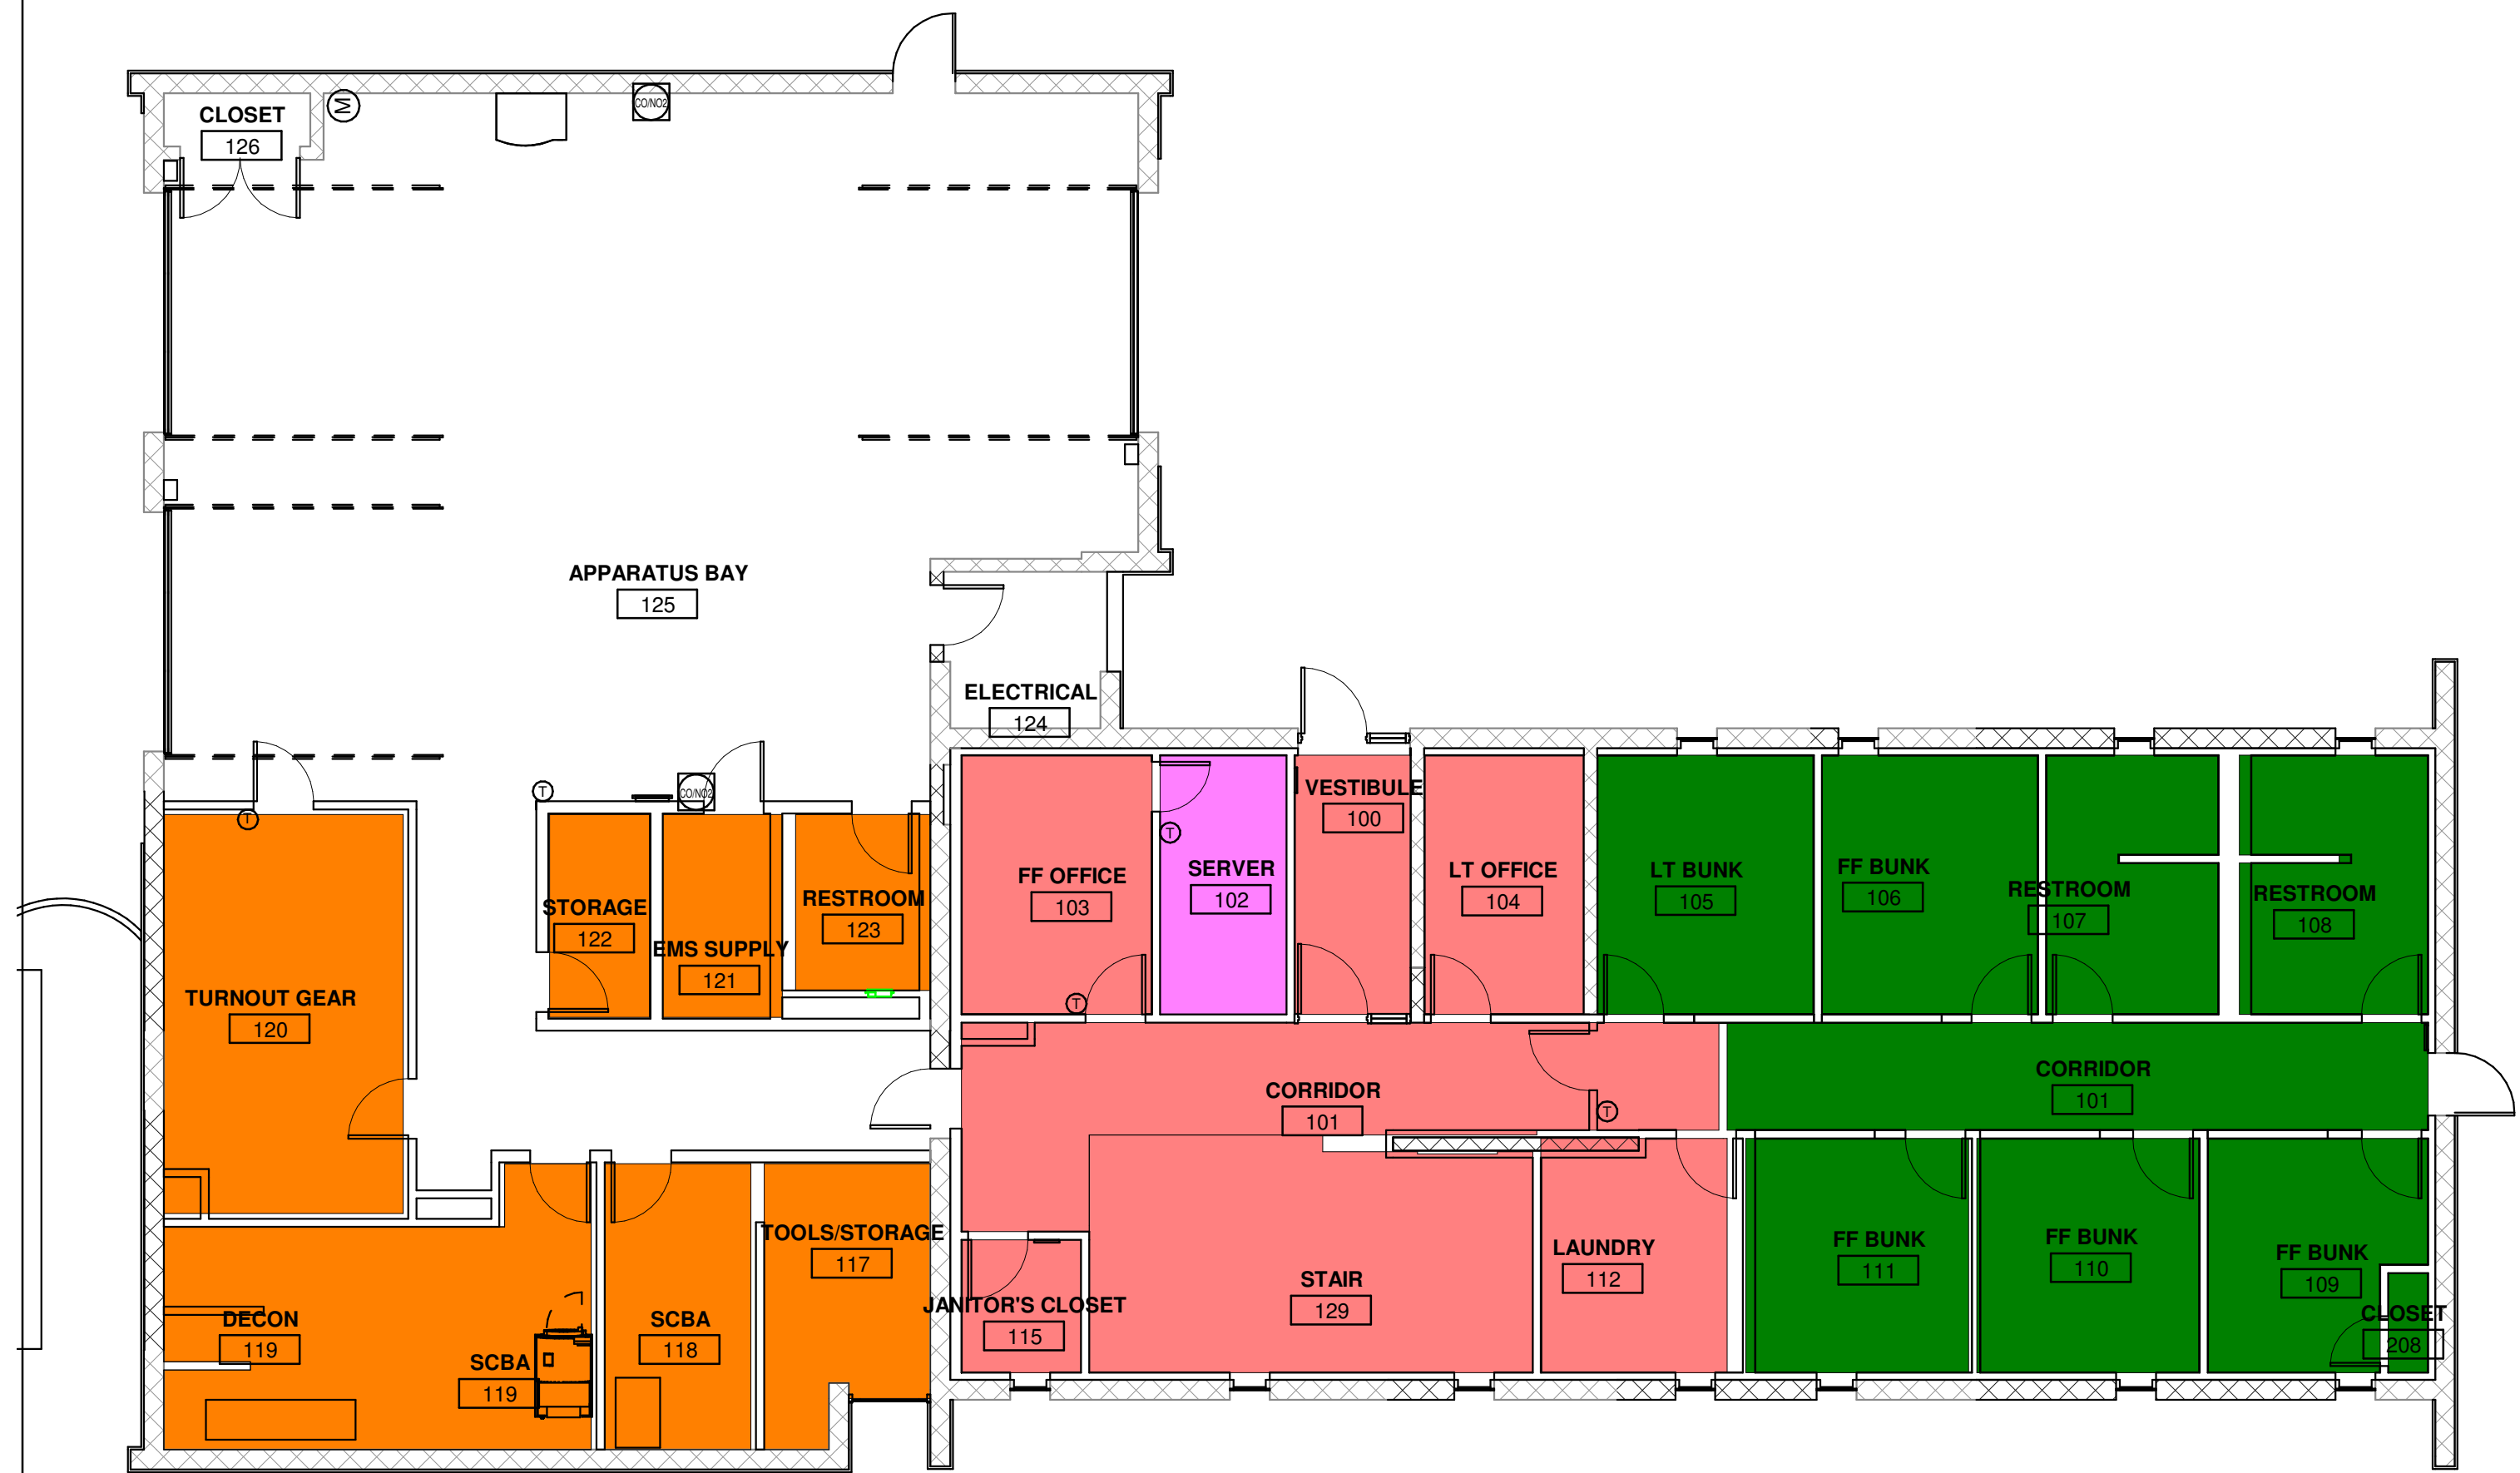 CLOSET
126
M
CO/NO2
APPARATUS BAY
125
ELECTRICAL
124
T
CO/NO2
T
VESTIBULE
100
T
FF OFFICE
103
SERVER
102
LT OFFICE
104
LT BUNK
105
FF BUNK
106
RESTROOM
107
RESTROOM
108
STORAGE
122
EMS SUPPLY
121
RESTROOM
123
TURNOUT GEAR
120
T
CORRIDOR
101
T
CORRIDOR
101
TOOLS/STORAGE
117
DECON
119
SCBA
119
SCBA
118
JANITOR'S CLOSET
115
STAIR
129
LAUNDRY
112
FF BUNK
111
FF BUNK
110
FF BUNK
109
CLOSET
208